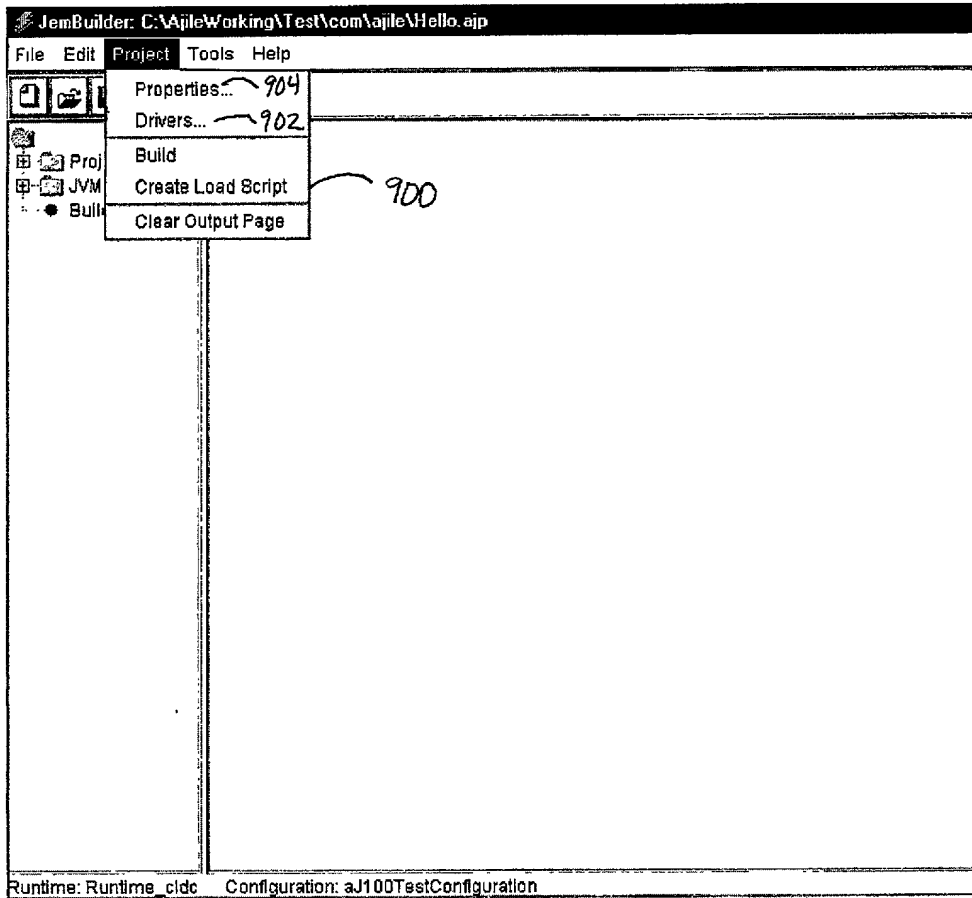 JemBuilder: C:\AjileWorking\Test\com\ajile\Hello.ajp
File Edit Project Tools Help
Properties... 904
Drivers... 902
Build
Create Load Script 900
Clear Output Page
Proj
JVM
Buil
Runtime: Runtime_cldc Configuration: aJ100TestConfiguration